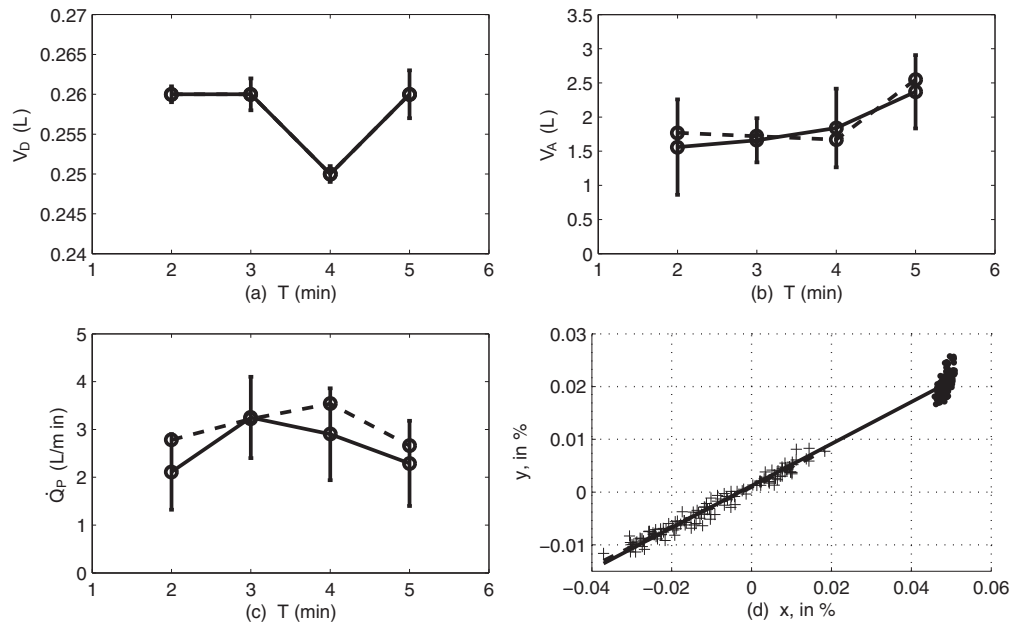 0.27
0.265
0.26
0.255
0.25
0.245
0.24
V_D (L)
1 2 3 4 5 6
(a) T (min)
3.5
3
2.5
2
1.5
1
0.5
0
V_A (L)
1 2 3 4 5 6
(b) T (min)
5
4
3
2
1
0
Q̇_P (L/m in)
1 2 3 4 5 6
(c) T (min)
0.03
0.02
0.01
0
−0.01
y, in %
−0.04 −0.02 0 0.02 0.04 0.06
(d) x, in %